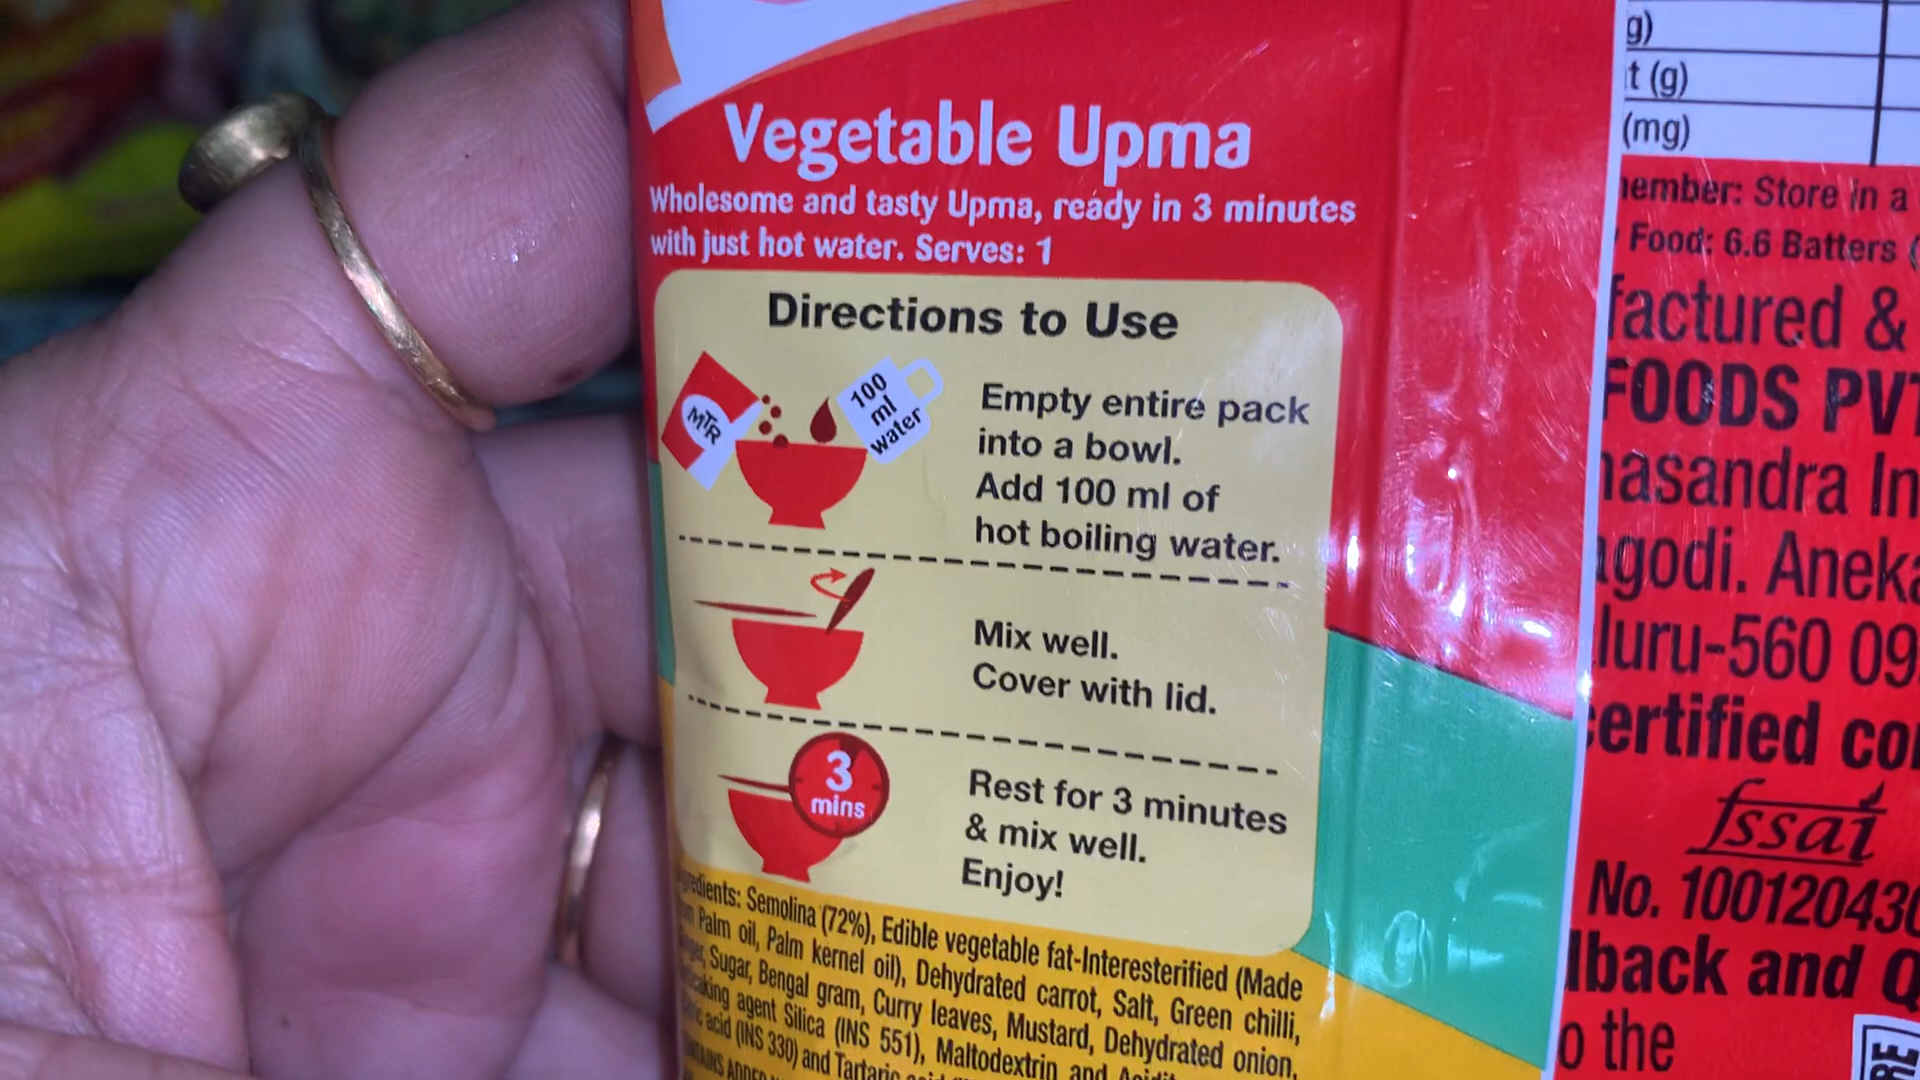 Vegetable Upma
Wholesome and tasty Upma, ready in 3 minutes
with just hot water. Serves: 1
Directions to Use
MTR
100
ml
water
Empty entire pack
into a bowl.
Add 100 ml of
hot boiling water.
Mix well.
Cover with lid.
3
mins
Rest for 3 minutes
& mix well.
Enjoy!
Semolina (72%), Edible vegetable fat-Interesterified (Made
Palm oil, Palm kernel oil), Dehydrated carrot, Salt, Green chilli,
Sugar, Bengal gram, Curry leaves, Mustard, Dehydrated onion,
agent Silica (INS 551), Maltodextrin and
acid (INS 330) and Tartaric
g)
t (g)
(mg)
ember: Store in a
Food: 6.6 Batters (
factured &
FOODS PVT
asandra In
godi. Aneka
luru-560 09
ertified co
fssai
No. 100120430
back and Q
o the
RE